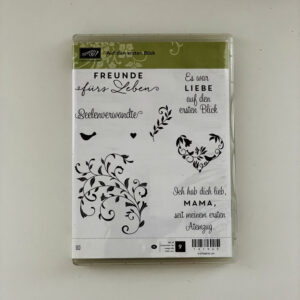 Auf den ersten Blick
FREUNDE
fürs Leben
Es war
LIEBE
auf den
ersten Blick
Seelenverwandte
Ich hab dich lieb,
MAMA,
seit meinem ersten
Atemzug.
9